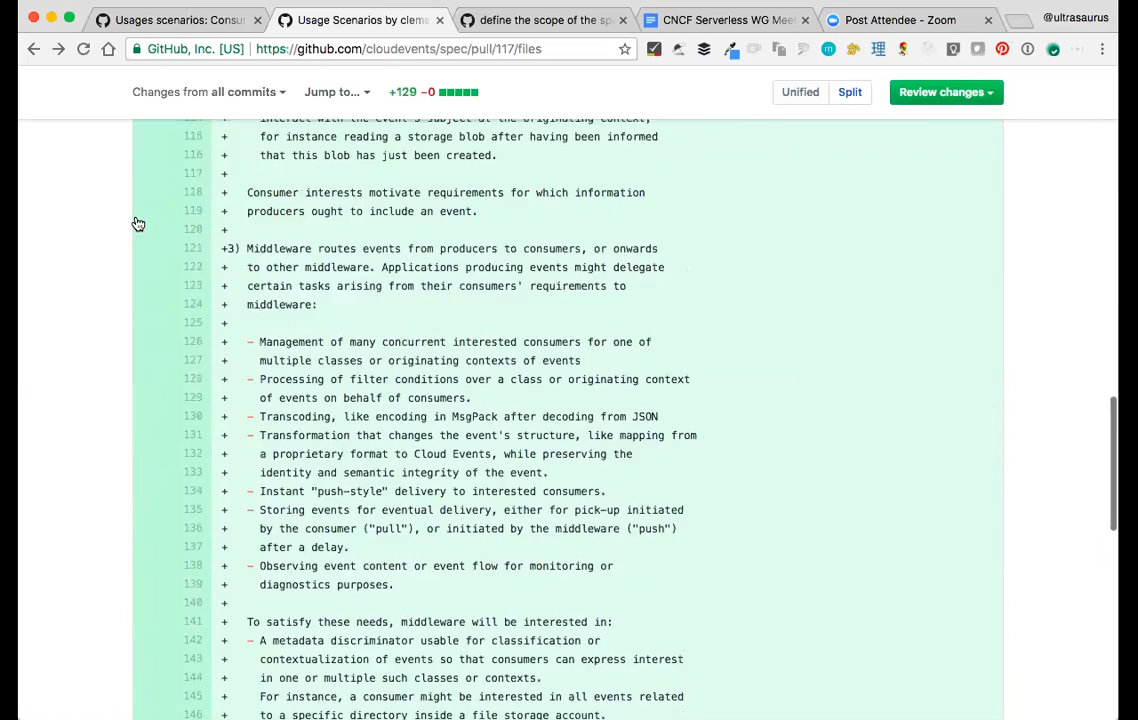 Usages scenarios: Consu
Usage Scenarios by cleme
define the scope of the sp
CNCF Serverless WG Mee
Post Attendee - Zoom
@ultrasaurus
GitHub, Inc. [US]
https://github.com/cloudevents/spec/pull/117/files
Changes from all commits
Jump to...
+129 −0
Unified
Split
Review changes
interact with the event's subject at the originating context,
115 + for instance reading a storage blob after having been informed
116 + that this blob has just been created.
117 +
118 + Consumer interests motivate requirements for which information
119 + producers ought to include an event.
120 +
121 +3) Middleware routes events from producers to consumers, or onwards
122 + to other middleware. Applications producing events might delegate
123 + certain tasks arising from their consumers' requirements to
124 + middleware:
125 +
126 + - Management of many concurrent interested consumers for one of
127 + multiple classes or originating contexts of events
128 + - Processing of filter conditions over a class or originating context
129 + of events on behalf of consumers.
130 + - Transcoding, like encoding in MsgPack after decoding from JSON
131 + - Transformation that changes the event's structure, like mapping from
132 + a proprietary format to Cloud Events, while preserving the
133 + identity and semantic integrity of the event.
134 + - Instant "push-style" delivery to interested consumers.
135 + - Storing events for eventual delivery, either for pick-up initiated
136 + by the consumer ("pull"), or initiated by the middleware ("push")
137 + after a delay.
138 + - Observing event content or event flow for monitoring or
139 + diagnostics purposes.
140 +
141 + To satisfy these needs, middleware will be interested in:
142 + - A metadata discriminator usable for classification or
143 + contextualization of events so that consumers can express interest
144 + in one or multiple such classes or contexts.
145 + For instance, a consumer might be interested in all events related
146 + to a specific directory inside a file storage account.